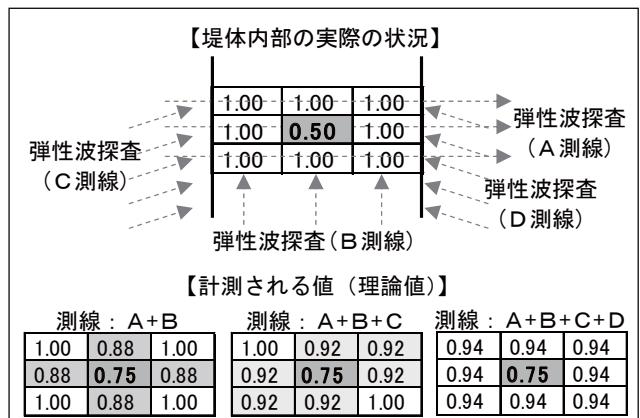 【堤体内部の実際の状況】
1.00 1.00 1.00
1.00 0.50 1.00
1.00 1.00 1.00
弾性波探査
(C測線)
弾性波探査
(A測線)
弾性波探査
(D測線)
弾性波探査(B測線)
【計測される値(理論値)】
測線:A+B
1.00 0.88 1.00
0.88 0.75 0.88
1.00 0.88 1.00
測線:A+B+C
1.00 0.92 0.92
0.92 0.75 0.92
0.92 0.92 1.00
測線:A+B+C+D
0.94 0.94 0.94
0.94 0.75 0.94
0.94 0.94 0.94